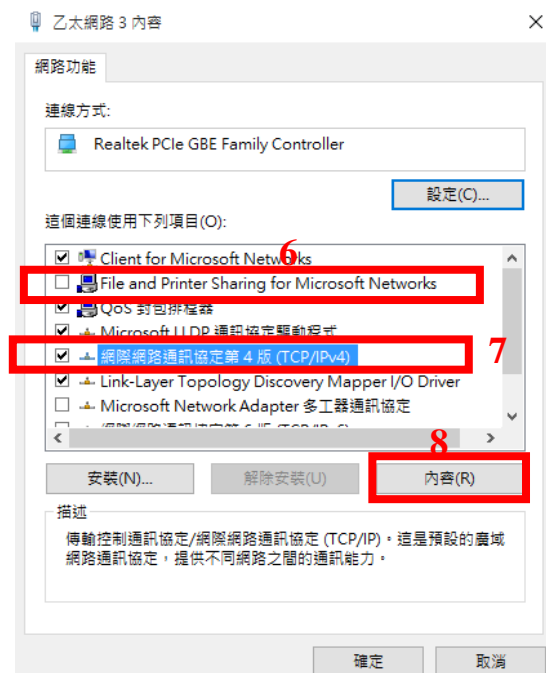 乙太網路 3 內容
網路功能
連線方式:
Realtek PCIe GBE Family Controller
設定(C)...
這個連線使用下列項目(O):
6
Client for Microsoft Networks
File and Printer Sharing for Microsoft Networks
QoS 封包排程器
Microsoft LLDP 通訊協定驅動程式
網際網路通訊協定第 4 版 (TCP/IPv4)
7
Link-Layer Topology Discovery Mapper I/O Driver
Microsoft Network Adapter 多工器通訊協定
8
安裝(N)...
解除安裝(U)
內容(R)
描述
傳輸控制通訊協定/網際網路通訊協定 (TCP/IP)。這是預設的廣域
網路通訊協定，提供不同網路之間的通訊能力。
確定
取消